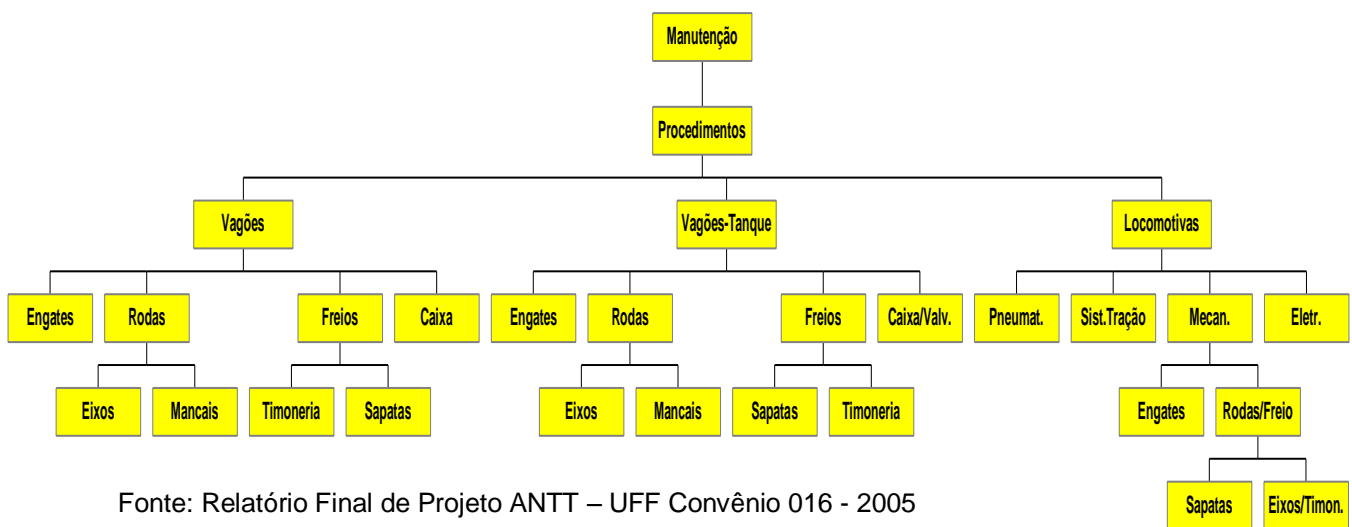 Manutenção
Procedimentos
Vagões
Vagões-Tanque
Locomotivas
Engates
Rodas
Freios
Caixa
Engates
Rodas
Freios
Caixa/Valv.
Pneumat.
Sist.Tração
Mecan.
Eletr.
Eixos
Mancais
Timoneria
Sapatas
Eixos
Mancais
Sapatas
Timoneria
Engates
Rodas/Freio
Sapatas
Eixos/Timon.
Fonte: Relatório Final de Projeto ANTT – UFF Convênio 016 - 2005